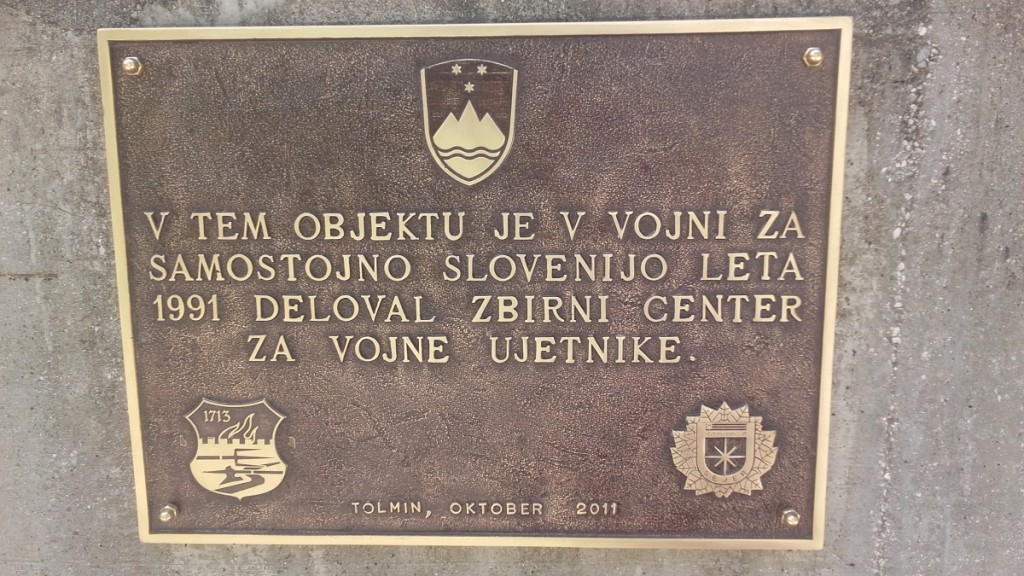 V TEM OBJEKTU JE V VOJNI ZA
SAMOSTOJNO SLOVENIJO LETA
1991 DELOVAL ZBIRNI CENTER
ZA VOJNE UJETNIKE.
1713
TOLMIN, OKTOBER 2011